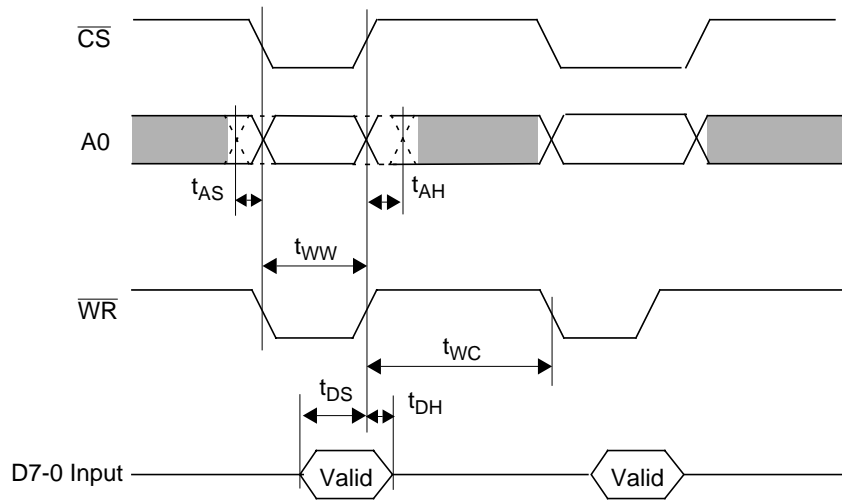 CS
A0
tAS
tAH
tWW
WR
tWC
tDS
tDH
D7-0 Input
Valid
Valid